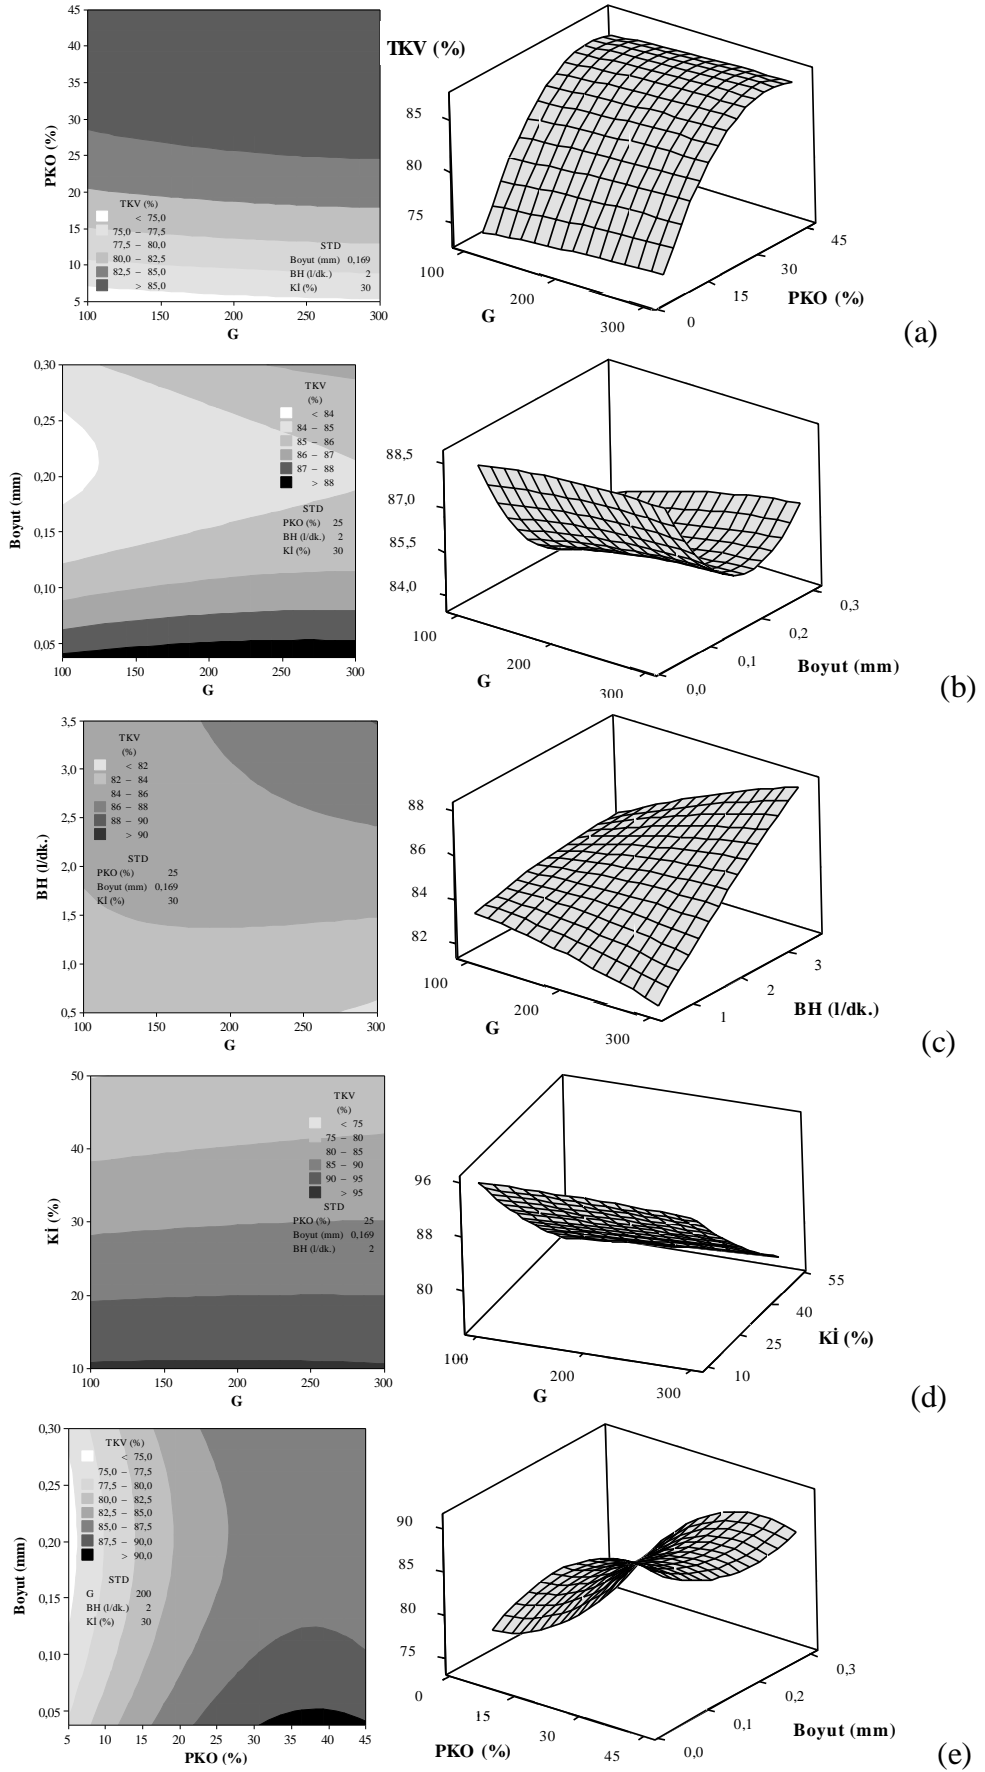 45
40
35
30
25
20
15
10
5
PKO (%)
TKV (%)
< 75,0
75,0 – 77,5
77,5 – 80,0
80,0 – 82,5
82,5 – 85,0
> 85,0
STD
Boyut (mm) 0,169
BH (l/dk.) 2
Kİ (%) 30
100 150 200 250 300
G
TKV (%)
85
80
75
100
200
300
G
45
30
15
0
PKO (%)
(a)
0,30
0,25
0,20
0,15
0,10
0,05
Boyut (mm)
TKV
(%)
< 84
84 – 85
85 – 86
86 – 87
87 – 88
> 88
STD
PKO (%) 25
BH (l/dk.) 2
Kİ (%) 30
100 150 200 250 300
G
88,5
87,0
85,5
84,0
100
200
300
G
0,3
0,2
0,1
0,0
Boyut (mm)
(b)
3,5
3,0
2,5
2,0
1,5
1,0
0,5
BH (l/dk.)
TKV
(%)
< 82
82 – 84
84 – 86
86 – 88
88 – 90
> 90
STD
PKO (%) 25
Boyut (mm) 0,169
Kİ (%) 30
100 150 200 250 300
G
88
86
84
82
100
200
300
G
3
2
1
BH (l/dk.)
(c)
50
40
30
20
10
Kİ (%)
TKV
(%)
< 75
75 – 80
80 – 85
85 – 90
90 – 95
> 95
STD
PKO (%) 25
Boyut (mm) 0,169
BH (l/dk.) 2
100 150 200 250 300
G
96
88
80
100
200
300
G
55
40
25
10
Kİ (%)
(d)
0,30
0,25
0,20
0,15
0,10
0,05
Boyut (mm)
TKV (%)
< 75,0
75,0 – 77,5
77,5 – 80,0
80,0 – 82,5
82,5 – 85,0
85,0 – 87,5
87,5 – 90,0
> 90,0
STD
G 200
BH (l/dk.) 2
Kİ (%) 30
5 10 15 20 25 30 35 40 45
PKO (%)
90
85
80
75
0
15
30
45
PKO (%)
0,3
0,2
0,1
0,0
Boyut (mm)
(e)